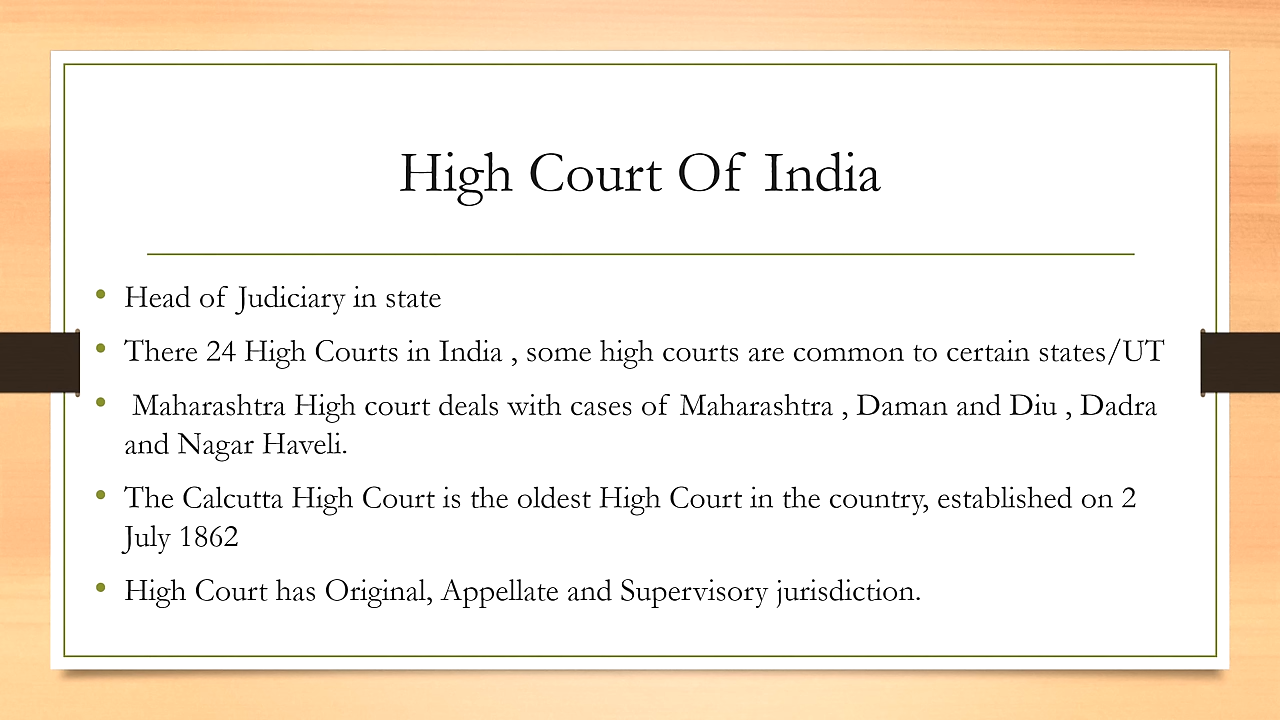 High Court Of India
• Head of Judiciary in state
• There 24 High Courts in India , some high courts are common to certain states/UT
• Maharashtra High court deals with cases of Maharashtra , Daman and Diu , Dadra
and Nagar Haveli.
• The Calcutta High Court is the oldest High Court in the country, established on 2
July 1862
• High Court has Original, Appellate and Supervisory jurisdiction.